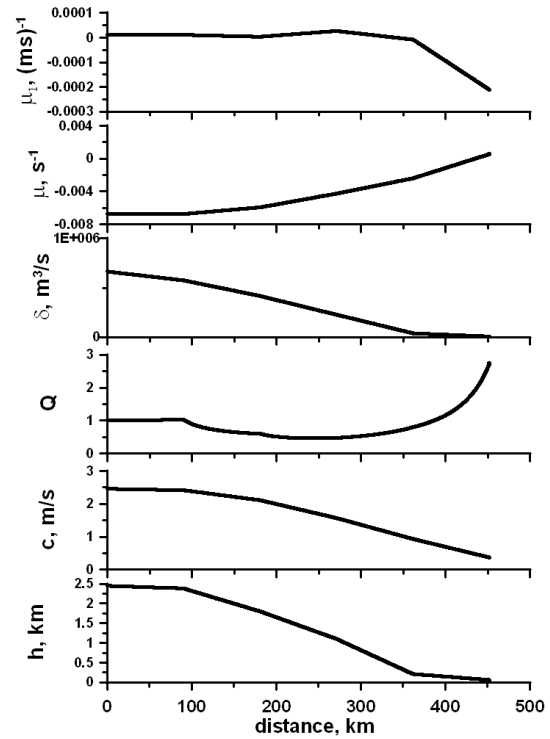 0.0001
0
-0.0001
-0.0002
-0.0003
μ₁, (ms)⁻¹
0.004
0
-0.004
-0.008
μ, s⁻¹
1E+006
0
δ, m³/s
3
2
1
0
Q
3
2
1
0
c, m/s
2.5
2
1.5
1
0.5
0
h, km
0 100 200 300 400 500
distance, km